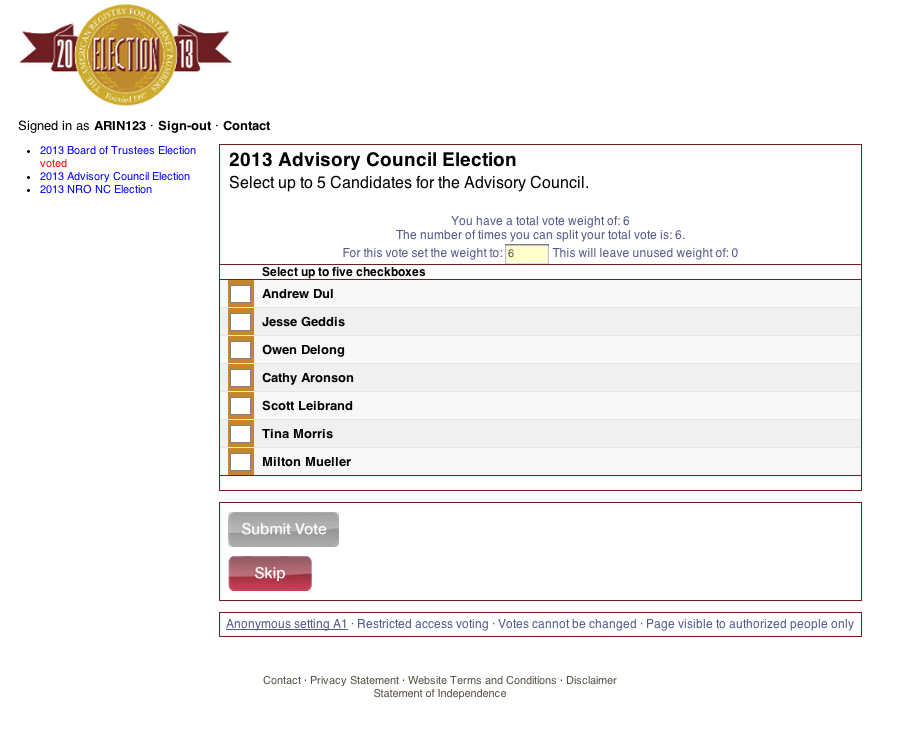 THE AMERICAN REGISTRY FOR INTERNET NUMBERS
20 ELECTION 13
Founded 1997
Signed in as ARIN123 · Sign-out · Contact
2013 Board of Trustees Election
voted
2013 Advisory Council Election
2013 NRO NC Election
2013 Advisory Council Election
Select up to 5 Candidates for the Advisory Council.
You have a total vote weight of: 6
The number of times you can split your total vote is: 6.
For this vote set the weight to: 6 This will leave unused weight of: 0
Select up to five checkboxes
Andrew Dul
Jesse Geddis
Owen Delong
Cathy Aronson
Scott Leibrand
Tina Morris
Milton Mueller
Submit Vote
Skip
Anonymous setting A1 · Restricted access voting · Votes cannot be changed · Page visible to authorized people only
Contact · Privacy Statement · Website Terms and Conditions · Disclaimer
Statement of Independence